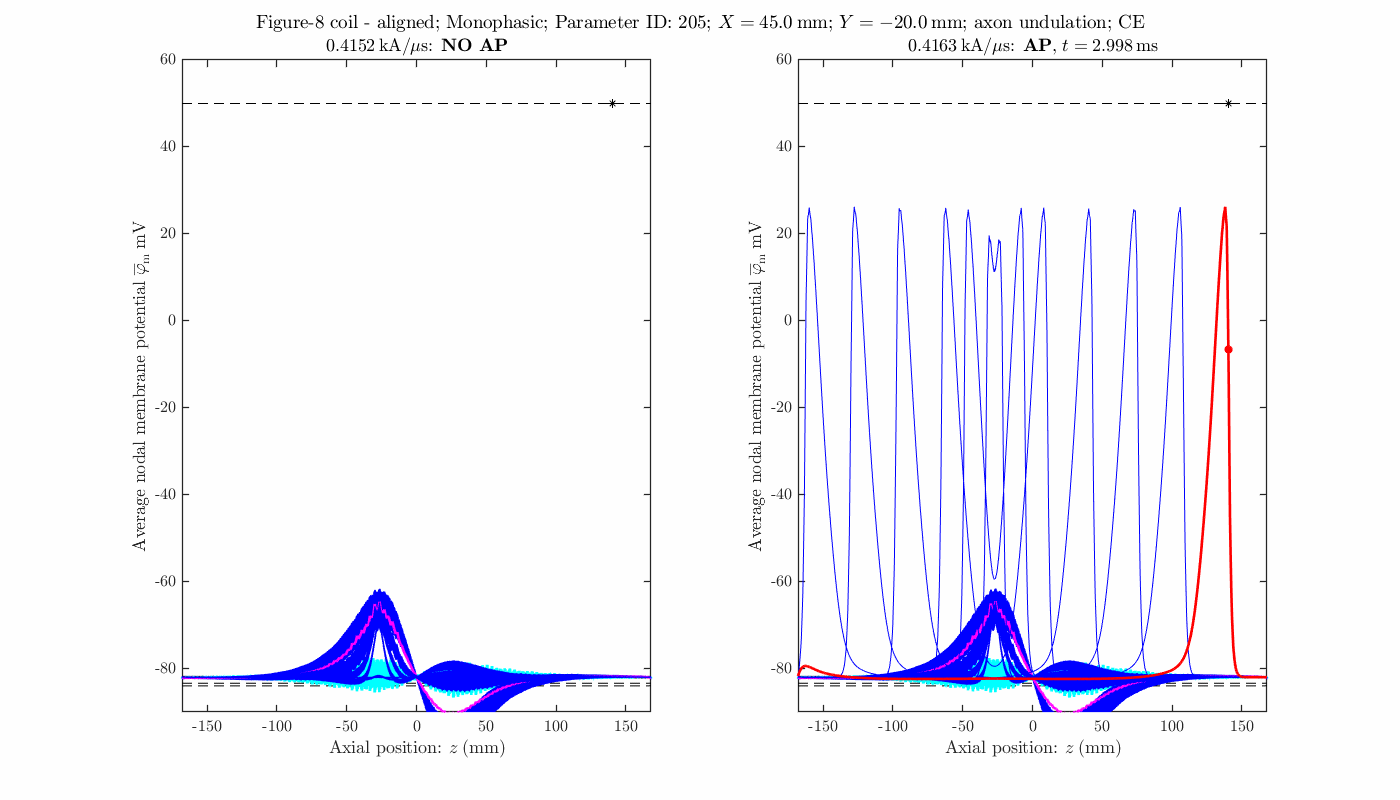 Figure-8 coil - aligned; Monophasic; Parameter ID: 205; X = 45.0 mm; Y = −20.0 mm; axon undulation; CE
0.4152 kA/μs: NO AP
60
40
20
0
-20
-40
-60
-80
Average nodal membrane potential φ̅m mV
-150 -100 -50 0 50 100 150
Axial position: z (mm)
0.4163 kA/μs: AP, t = 2.998 ms
60
40
20
0
-20
-40
-60
-80
Average nodal membrane potential φ̅m mV
-150 -100 -50 0 50 100 150
Axial position: z (mm)